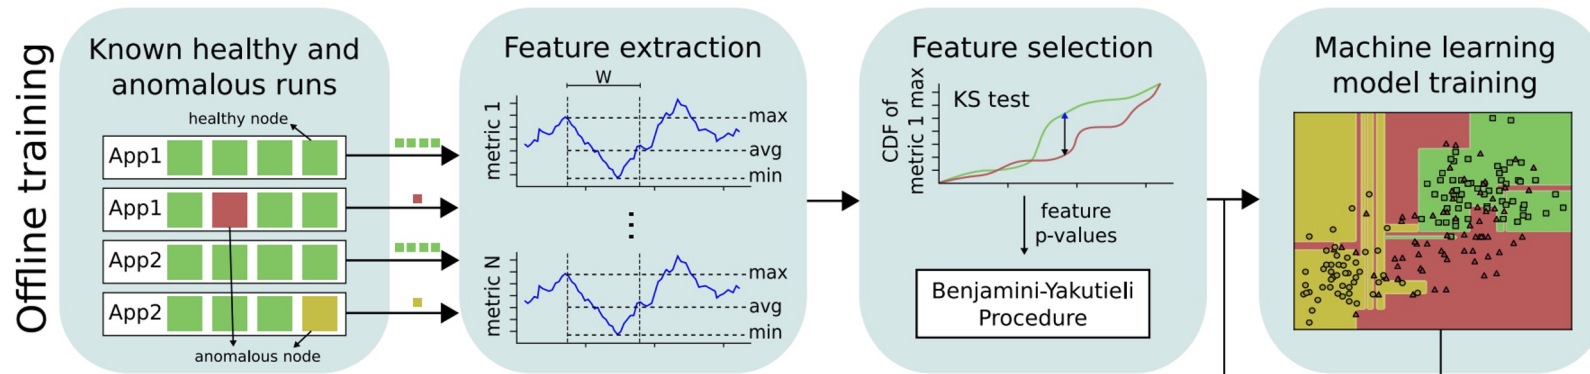 Offline training
Known healthy and
anomalous runs
healthy node
App1
App1
App2
App2
anomalous node
Feature extraction
W
metric 1
max
avg
min
metric N
max
avg
min
Feature selection
CDF of
metric 1 max
KS test
feature
p-values
Benjamini-Yakutieli
Procedure
Machine learning
model training